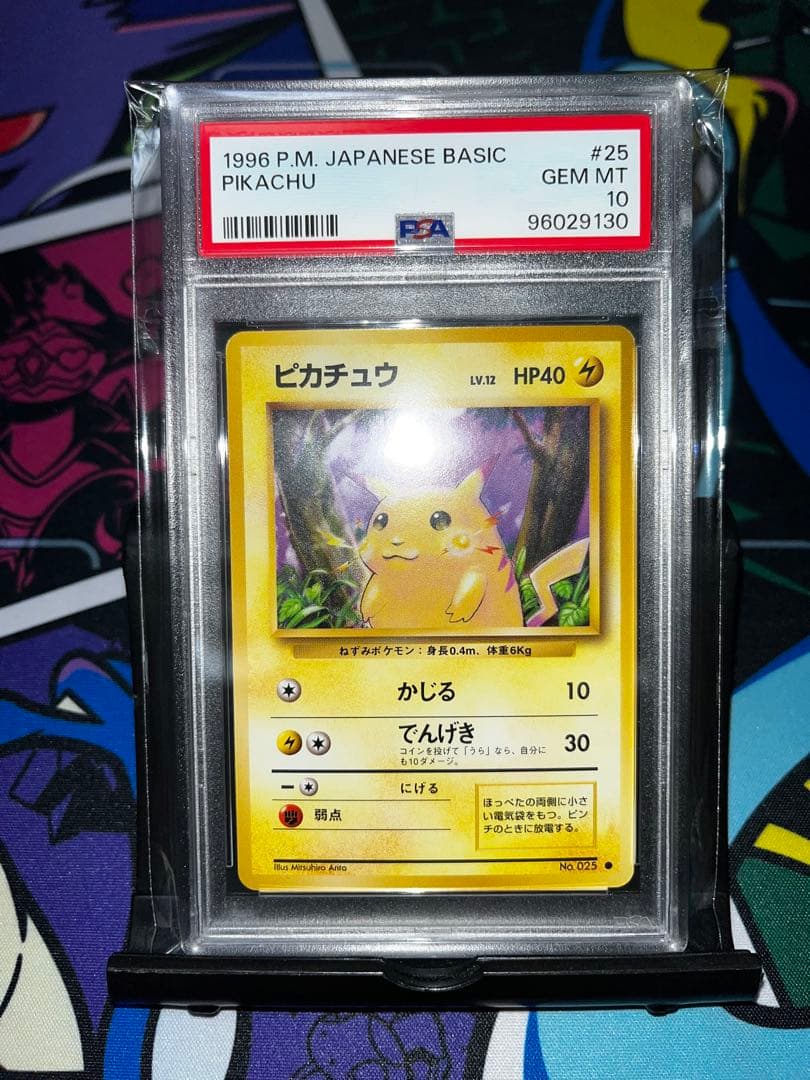 1996 P.M. JAPANESE BASIC #25
PIKACHU GEM MT
10
PSA 96029130
ピカチュウ LV.12 HP40
ねずみポケモン：身長0.4m、体重6Kg
かじる 10
でんげき 30
コインを投げて「うら」なら、自分に
も10ダメージ。
にげる
弱点
ほっぺたの両側に小さ
い電気袋をもつ。ピン
チのときに放電する。
Illus. Mitsuhiro Arita No. 025